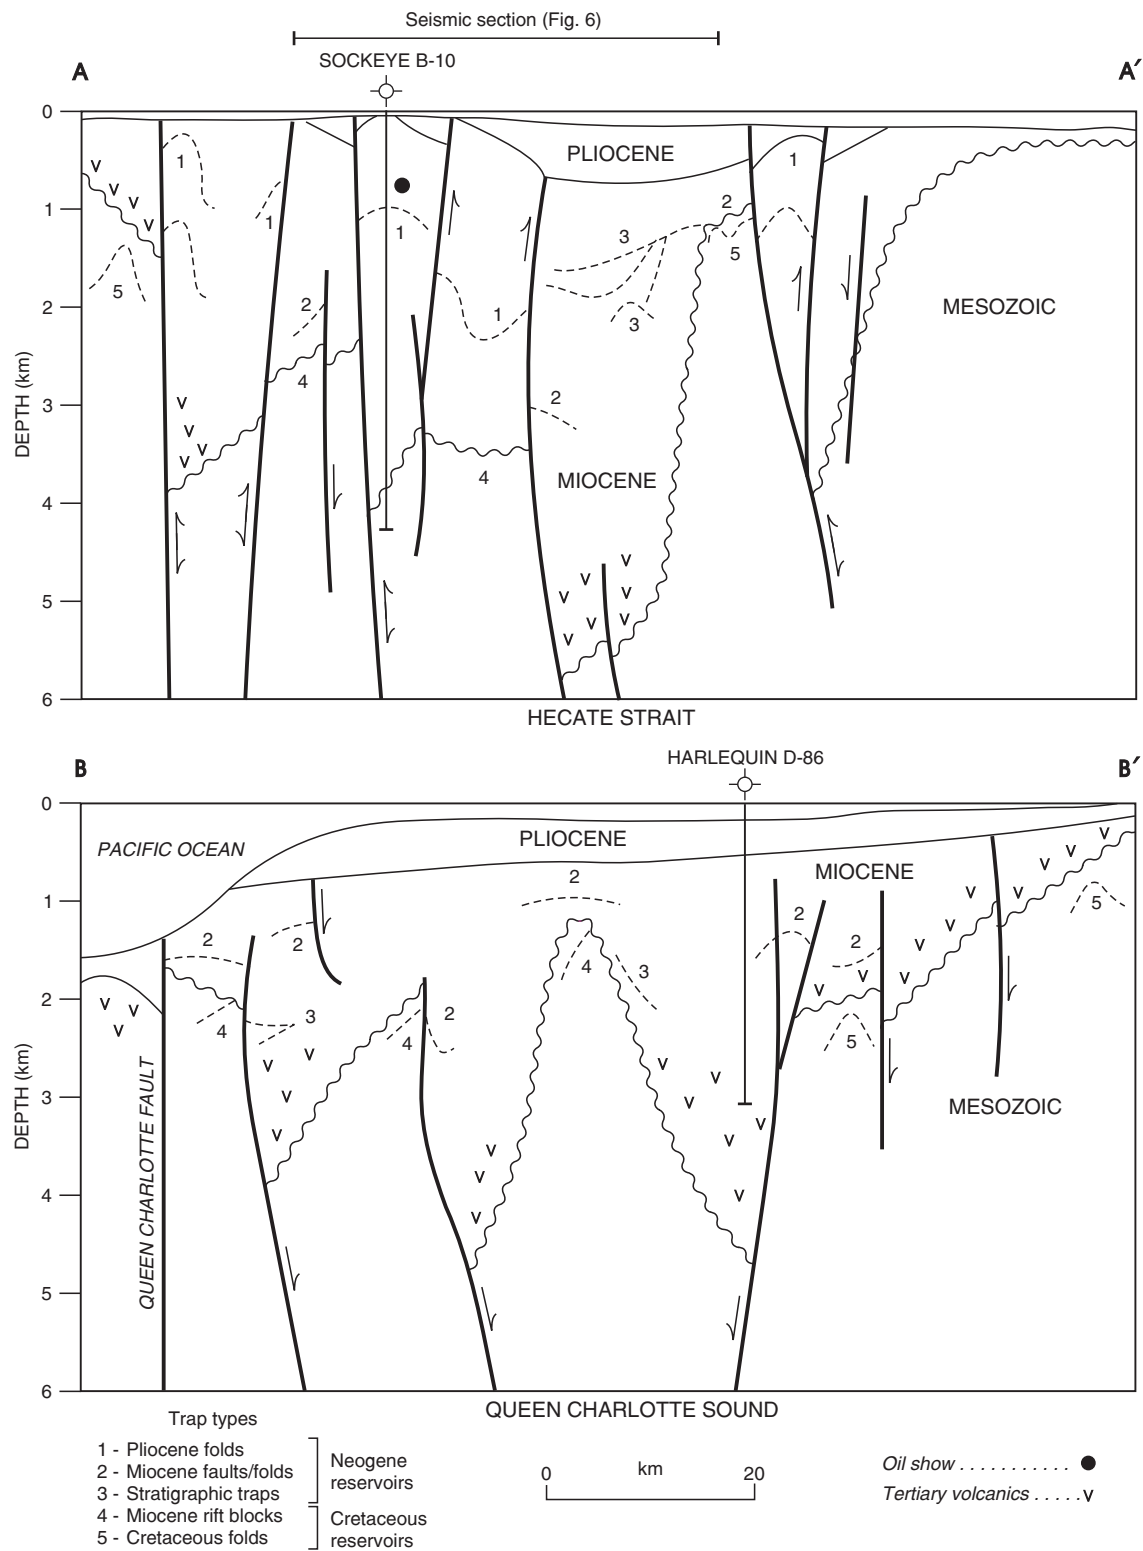 Seismic section (Fig. 6)
SOCKEYE B-10
A
A′
0
PLIOCENE
1
1
1
2
1
1
3
5
5
2
2
MESOZOIC
1
3
DEPTH (km)
4
3
2
4
MIOCENE
4
5
6
HECATE STRAIT
HARLEQUIN D-86
B
B′
0
PACIFIC OCEAN
PLIOCENE
MIOCENE
2
1
5
2
2
2
2
4
3
2
4
3
2
4
5
DEPTH (km)
3
QUEEN CHARLOTTE FAULT
MESOZOIC
4
5
6
QUEEN CHARLOTTE SOUND
Trap types
1 - Pliocene folds
2 - Miocene faults/folds
3 - Stratigraphic traps
Neogene
reservoirs
4 - Miocene rift blocks
5 - Cretaceous folds
Cretaceous
reservoirs
0 km 20
Oil show . . . . . . . . . . .
Tertiary volcanics . . . . . v